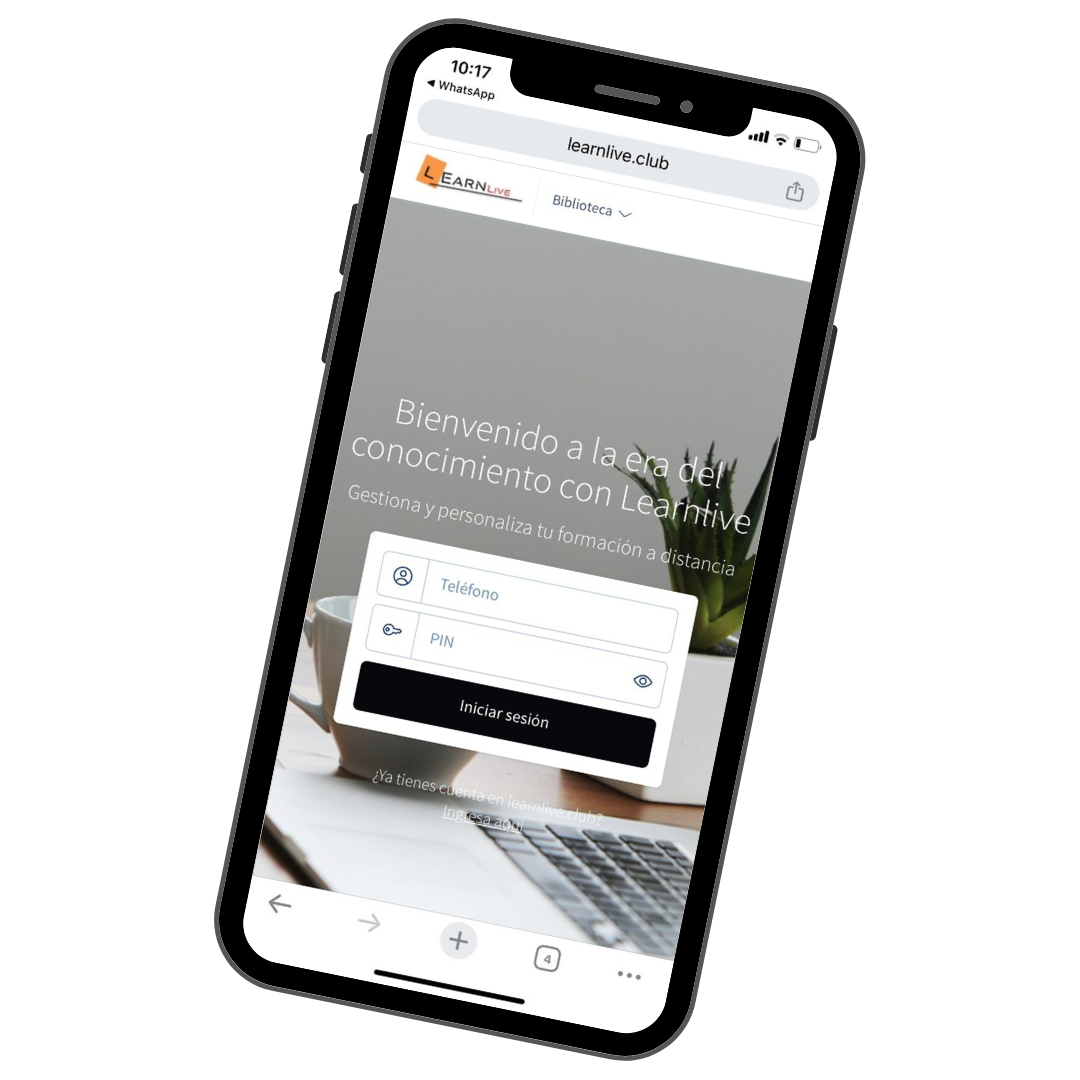 10:17
WhatsApp
learnlive.club
LEARNLIVE
Biblioteca
Bienvenido a la era del
conocimiento con Learnlive
Gestiona y personaliza tu formación a distancia
Teléfono
PIN
Iniciar sesión
¿Ya tienes cuenta en learnlive.club?
Ingresa aquí
4